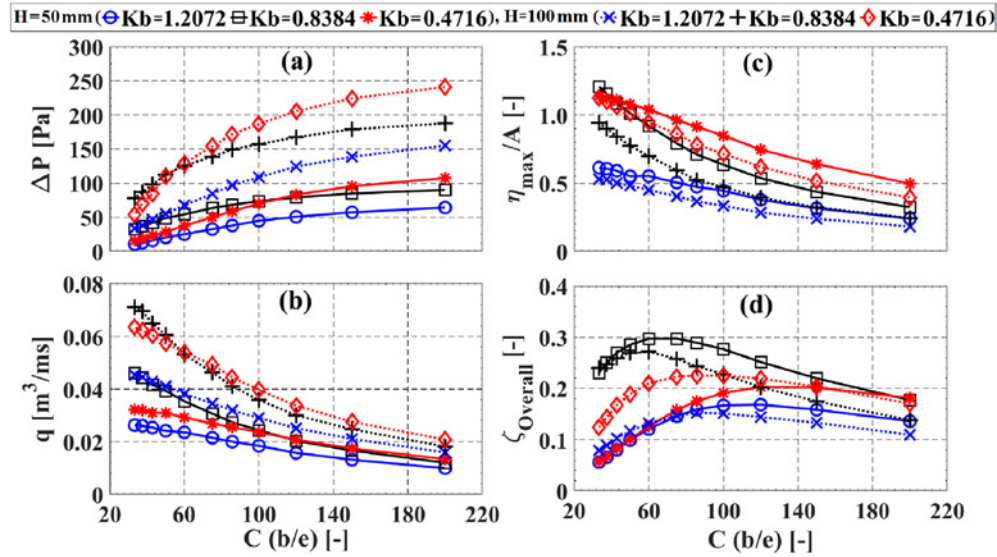 H=50mm ( Kb=1.2072 Kb=0.8384 Kb=0.4716 ), H=100mm ( Kb=1.2072 Kb=0.8384 Kb=0.4716 )
300
250
200
150
100
50
0
ΔP [Pa]
(a)
1.5
1.0
0.5
0.0
ηmax/A [-]
(c)
0.08
0.06
0.04
0.02
0
q [m³/ms]
(b)
20 60 100 140 180 220
C (b/e) [-]
0.4
0.3
0.2
0.1
0
ζOverall [-]
(d)
20 60 100 140 180 220
C (b/e) [-]